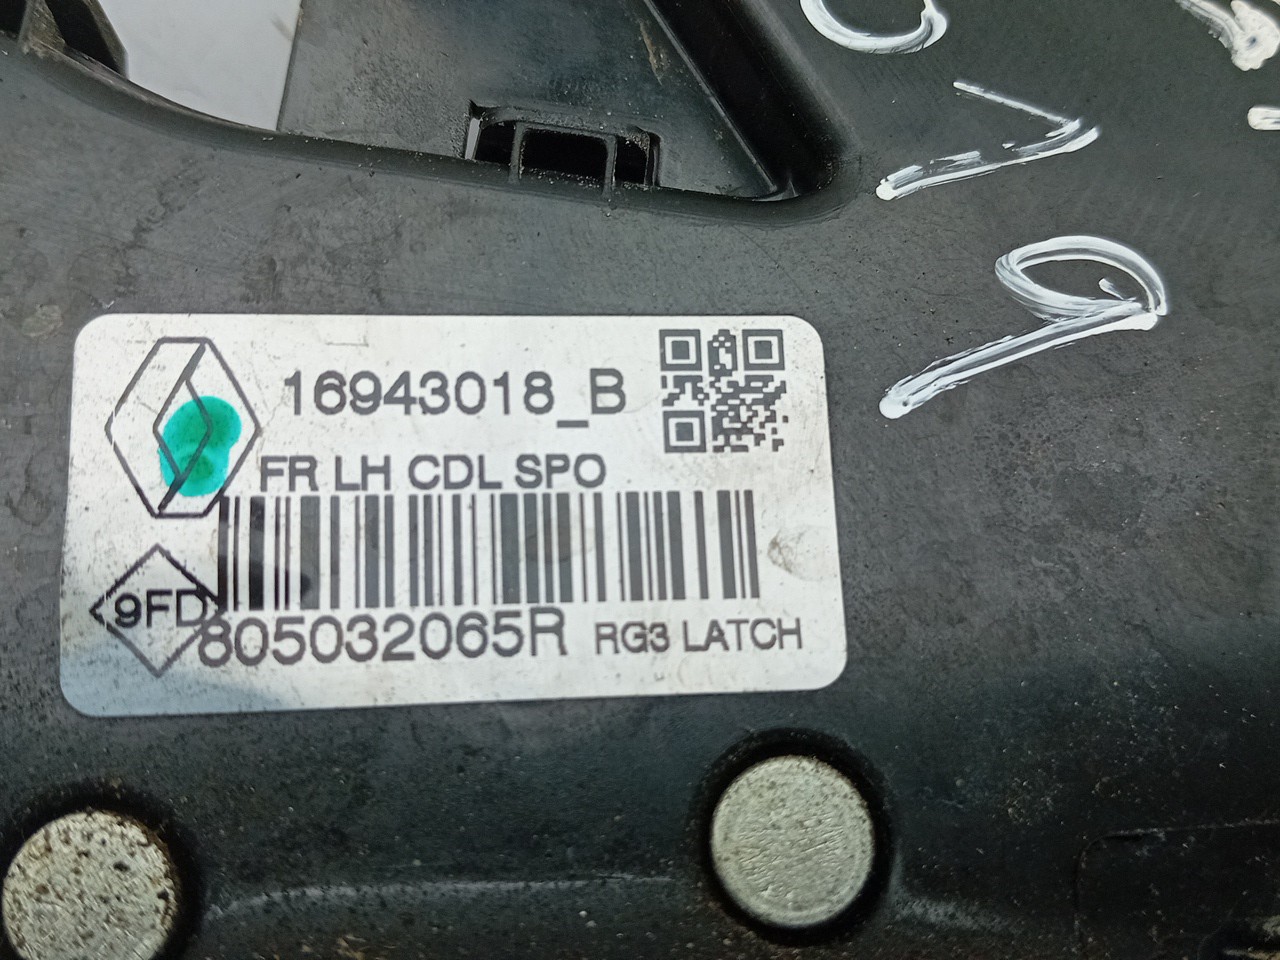 16943018_B
FR LH CDL SPO
9FD
805032065R RG3 LATCH